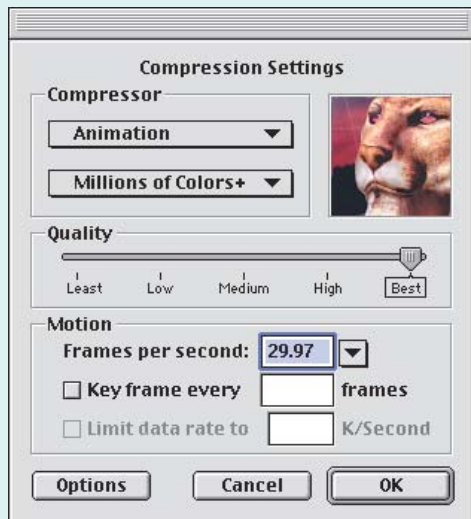 Compression Settings
Compressor
Animation
Millions of Colors+
Quality
Least Low Medium High Best
Motion
Frames per second: 29.97
Key frame every frames
Limit data rate to K/Second
Options Cancel OK